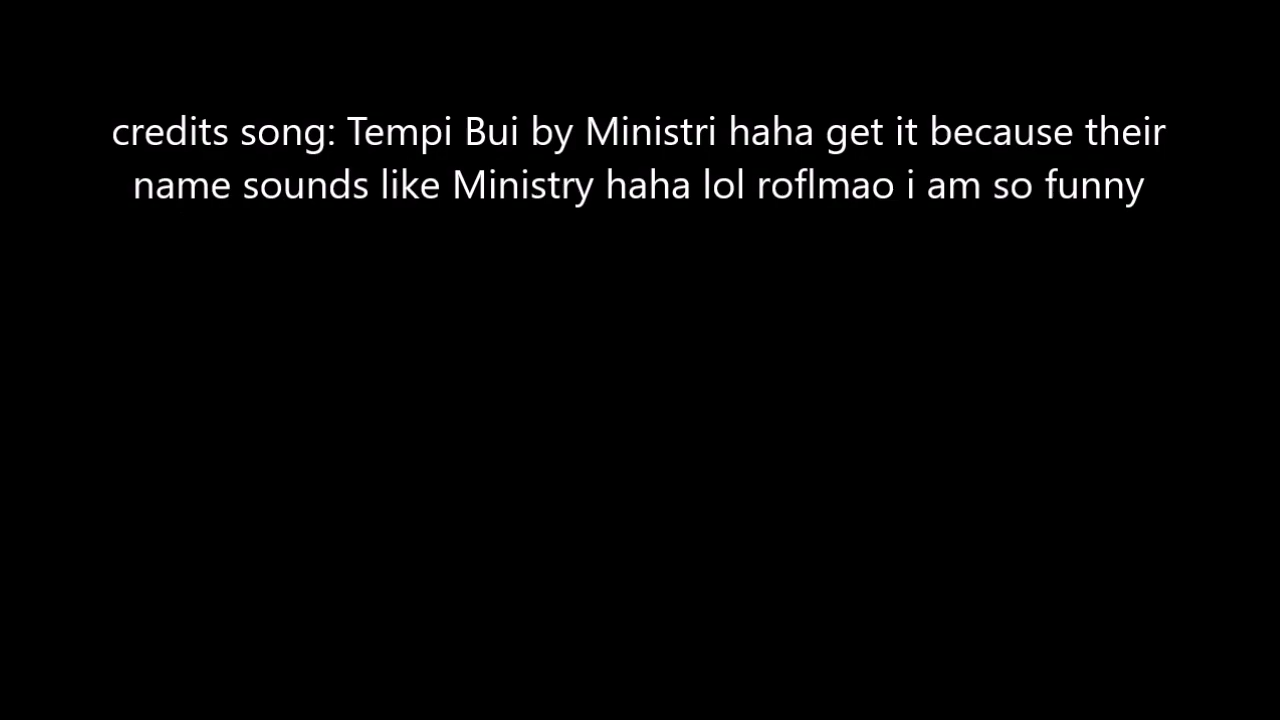 credits song: Tempi Bui by Ministri haha get it because their
name sounds like Ministry haha lol roflmao i am so funny